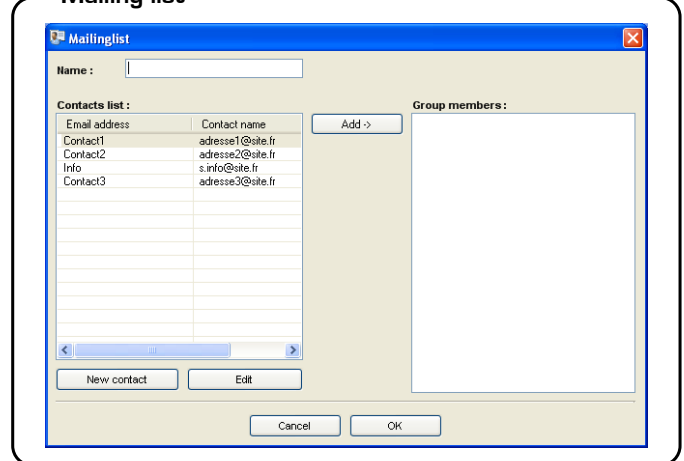 Mailing list
Mailinglist
Name :
Contacts list :
Group members :
Email address Contact name
Add ->
Contact1 adresse1@site.fr
Contact2 adresse2@site.fr
Info s.info@site.fr
Contact3 adresse3@site.fr
New contact Edit
Cancel OK